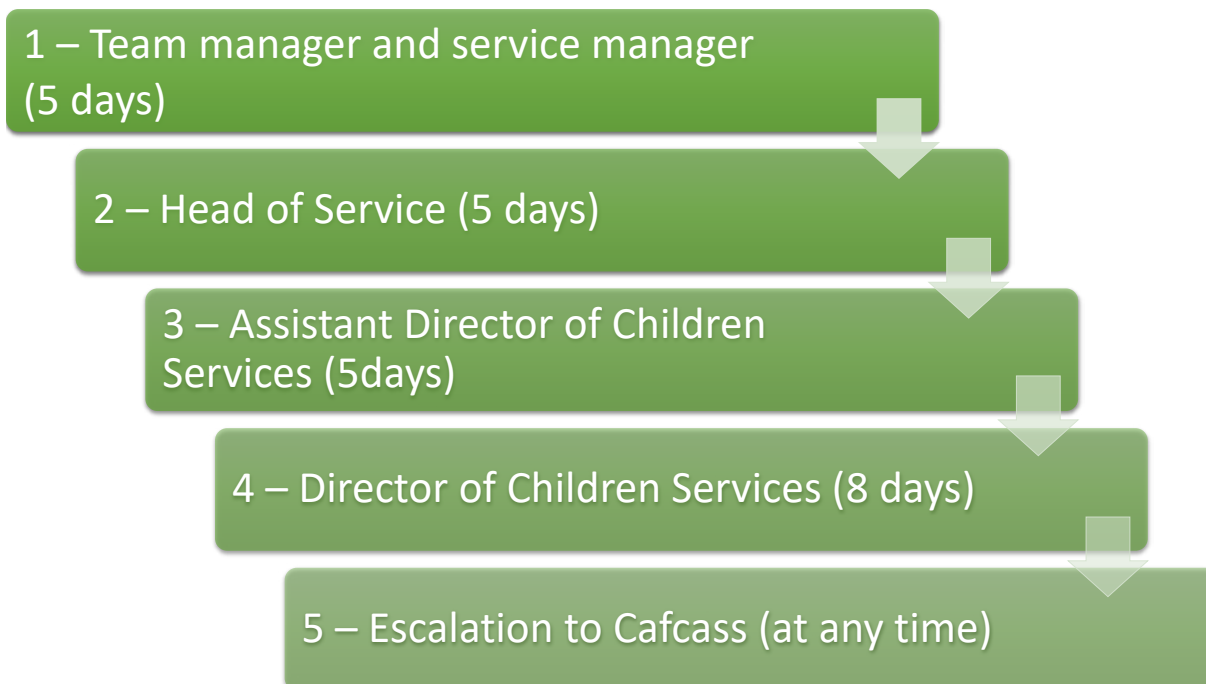 1 – Team manager and service manager
(5 days)
2 – Head of Service (5 days)
3 – Assistant Director of Children
Services (5days)
4 – Director of Children Services (8 days)
5 – Escalation to Cafcass (at any time)